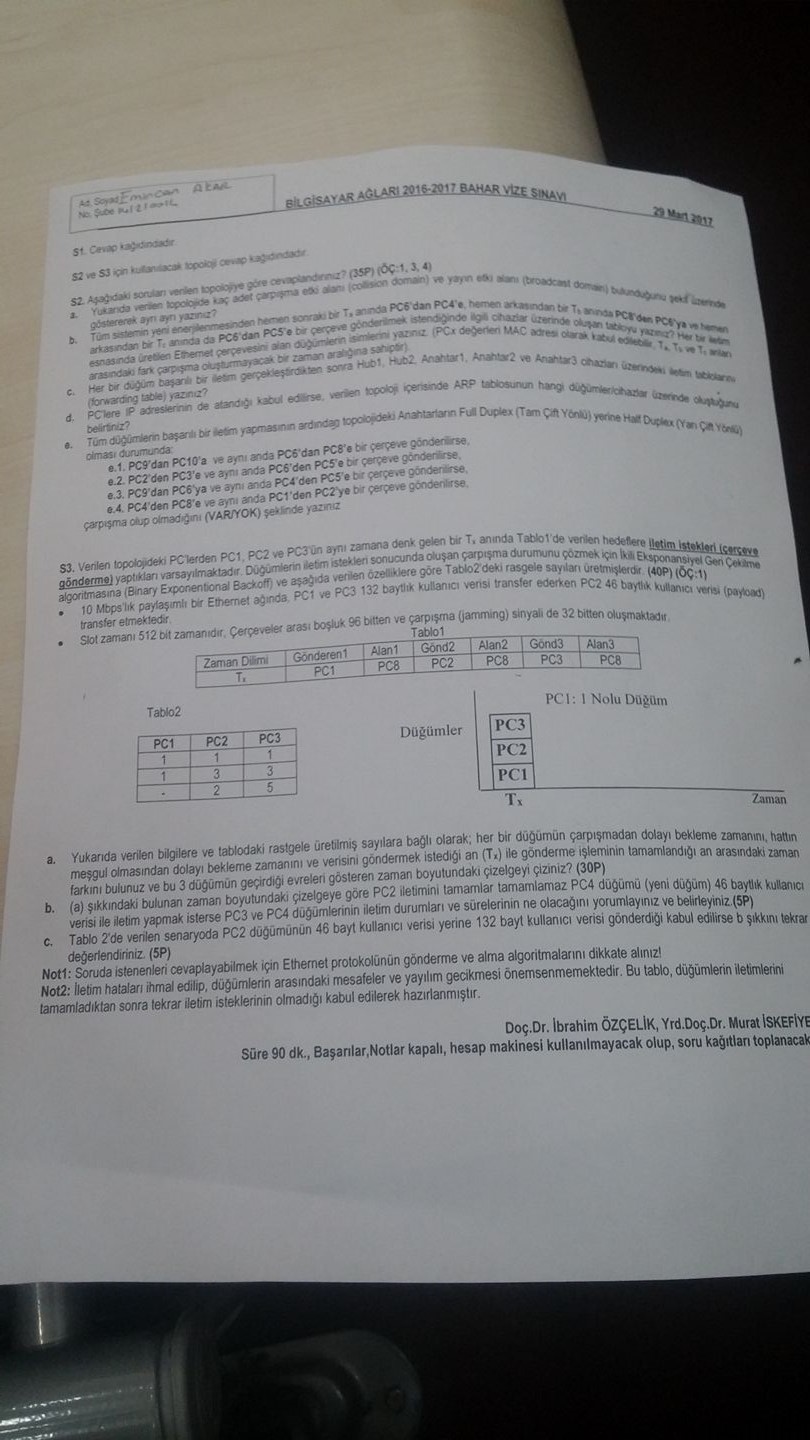 Ad, Soyad Emircan
No, Şube
BİLGİSAYAR AĞLARI 2016-2017 BAHAR VİZE SINAVI
29 Mart 2017
S1. Cevap kağıdındadır.
S2 ve S3 için kullanılacak topoloji cevap kağıdındadır.
S2. Aşağıdaki soruları verilen topolojiye göre cevaplandırınız? (35P) (ÖÇ:1, 3, 4)
a. Yukarıda verilen topolojide kaç adet çarpışma etki alanı (collision domain) ve yayın etki alanı (broadcast domain) bulunduğunu şekil üzerinde
göstererek ayrı ayrı yazınız?
b. Tüm sistemin yeni enerjilenmesinden hemen sonraki bir Ta anında PC6'dan PC4'e, hemen arkasından bir Tb anında PC8'den PC6'ya ve hemen
arkasından bir Tc anında da PC6'dan PC5'e bir çerçeve gönderilmek istendiğinde ilgili cihazlar üzerinde oluşan tabloyu yazınız? Her bir iletim
esnasında üretilen Ethernet çerçevesini alan düğümlerin isimlerini yazınız. (PCx değerleri MAC adresi olarak kabul edilebilir, Ta, Tb ve Tc anları
arasındaki fark çarpışma oluşturmayacak bir zaman aralığına sahiptir).
c. Her bir düğüm başarılı bir iletim gerçekleştirdikten sonra Hub1, Hub2, Anahtar1, Anahtar2 ve Anahtar3 cihazları üzerindeki iletim tablolarını
(forwarding table) yazınız?
d. PC'lere IP adreslerinin de atandığı kabul edilirse, verilen topoloji içerisinde ARP tablosunun hangi düğümler/cihazlar üzerinde oluştuğunu
belirtiniz?
e. Tüm düğümlerin başarılı bir iletim yapmasının ardından topolojideki Anahtarların Full Duplex (Tam Çift Yönlü) yerine Half Duplex (Yarı Çift Yönlü)
olması durumunda:
e.1. PC9'dan PC10'a ve aynı anda PC6'dan PC8'e bir çerçeve gönderilirse,
e.2. PC2'den PC3'e ve aynı anda PC6'den PC5'e bir çerçeve gönderilirse,
e.3. PC9'dan PC6'ya ve aynı anda PC4'den PC5'e bir çerçeve gönderilirse,
e.4. PC4'den PC8'e ve aynı anda PC1'den PC2'ye bir çerçeve gönderilirse,
çarpışma olup olmadığını (VAR/YOK) şeklinde yazınız
S3. Verilen topolojideki PC'lerden PC1, PC2 ve PC3'ün aynı zamana denk gelen bir Tx anında Tablo1'de verilen hedeflere iletim istekleri (çerçeve
gönderme) yaptıkları varsayılmaktadır. Düğümlerin iletim istekleri sonucunda oluşan çarpışma durumunu çözmek için İkili Eksponansiyel Geri Çekilme
algoritmasına (Binary Exponentional Backoff) ve aşağıda verilen özelliklere göre Tablo2'deki rasgele sayıları üretmişlerdir. (40P) (ÖÇ:1)
• 10 Mbps'lik paylaşımlı bir Ethernet ağında, PC1 ve PC3 132 baytlık kullanıcı verisi transfer ederken PC2 46 baytlık kullanıcı verisi (payload)
transfer etmektedir.
• Slot zamanı 512 bit zamanıdır, Çerçeveler arası boşluk 96 bitten ve çarpışma (jamming) sinyali de 32 bitten oluşmaktadır.
Tablo1
Zaman Dilimi Gönderen1 Alan1 Gönd2 Alan2 Gönd3 Alan3
Tx PC1 PC8 PC2 PC8 PC3 PC8
Tablo2
PC1 PC2 PC3
1 1 1
1 3 3
- 2 5
PC1: 1 Nolu Düğüm
Düğümler
PC3
PC2
PC1
Tx
Zaman
a. Yukarıda verilen bilgilere ve tablodaki rastgele üretilmiş sayılara bağlı olarak; her bir düğümün çarpışmadan dolayı bekleme zamanını, hattın
meşgul olmasından dolayı bekleme zamanını ve verisini göndermek istediği an (Tx) ile gönderme işleminin tamamlandığı an arasındaki zaman
farkını bulunuz ve bu 3 düğümün geçirdiği evreleri gösteren zaman boyutundaki çizelgeyi çiziniz? (30P)
b. (a) şıkkındaki bulunan zaman boyutundaki çizelgeye göre PC2 iletimini tamamlar tamamlamaz PC4 düğümü (yeni düğüm) 46 baytlık kullanıcı
verisi ile iletim yapmak isterse PC3 ve PC4 düğümlerinin iletim durumları ve sürelerinin ne olacağını yorumlayınız ve belirleyiniz.(5P)
c. Tablo 2'de verilen senaryoda PC2 düğümünün 46 bayt kullanıcı verisi yerine 132 bayt kullanıcı verisi gönderdiği kabul edilirse b şıkkını tekrar
değerlendiriniz. (5P)
Not1: Soruda istenenleri cevaplayabilmek için Ethernet protokolünün gönderme ve alma algoritmalarını dikkate alınız!
Not2: İletim hataları ihmal edilip, düğümlerin arasındaki mesafeler ve yayılım gecikmesi önemsenmemektedir. Bu tablo, düğümlerin iletimlerini
tamamladıktan sonra tekrar iletim isteklerinin olmadığı kabul edilerek hazırlanmıştır.
Doç.Dr. İbrahim ÖZÇELİK, Yrd.Doç.Dr. Murat İSKEFİYE
Süre 90 dk., Başarılar,Notlar kapalı, hesap makinesi kullanılmayacak olup, soru kağıtları toplanacak